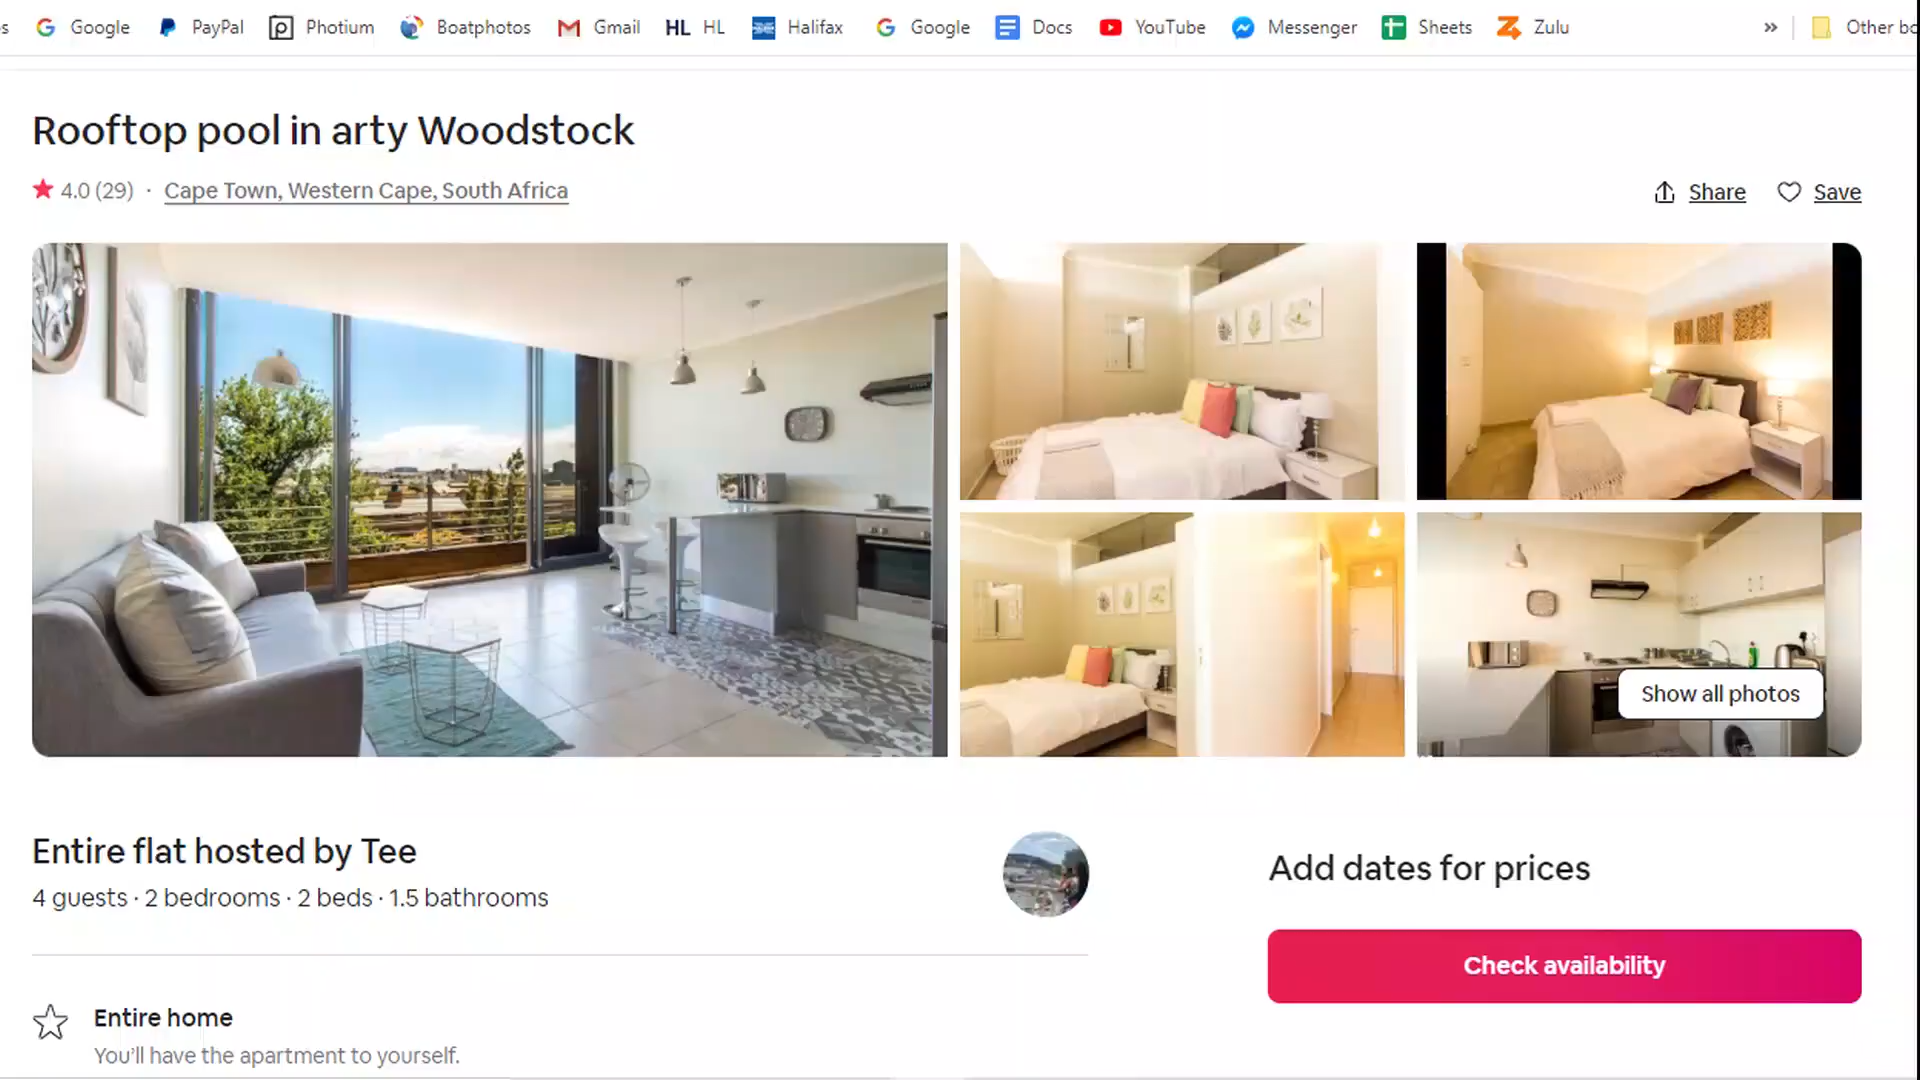 s Google PayPal Photium Boatphotos Gmail HL HL Halifax Google Docs YouTube Messenger Sheets Zulu » Other bo
Rooftop pool in arty Woodstock
4.0 (29) · Cape Town, Western Cape, South Africa
Share Save
Show all photos
Entire flat hosted by Tee
4 guests · 2 bedrooms · 2 beds · 1.5 bathrooms
Add dates for prices
Check availability
Entire home
You'll have the apartment to yourself.